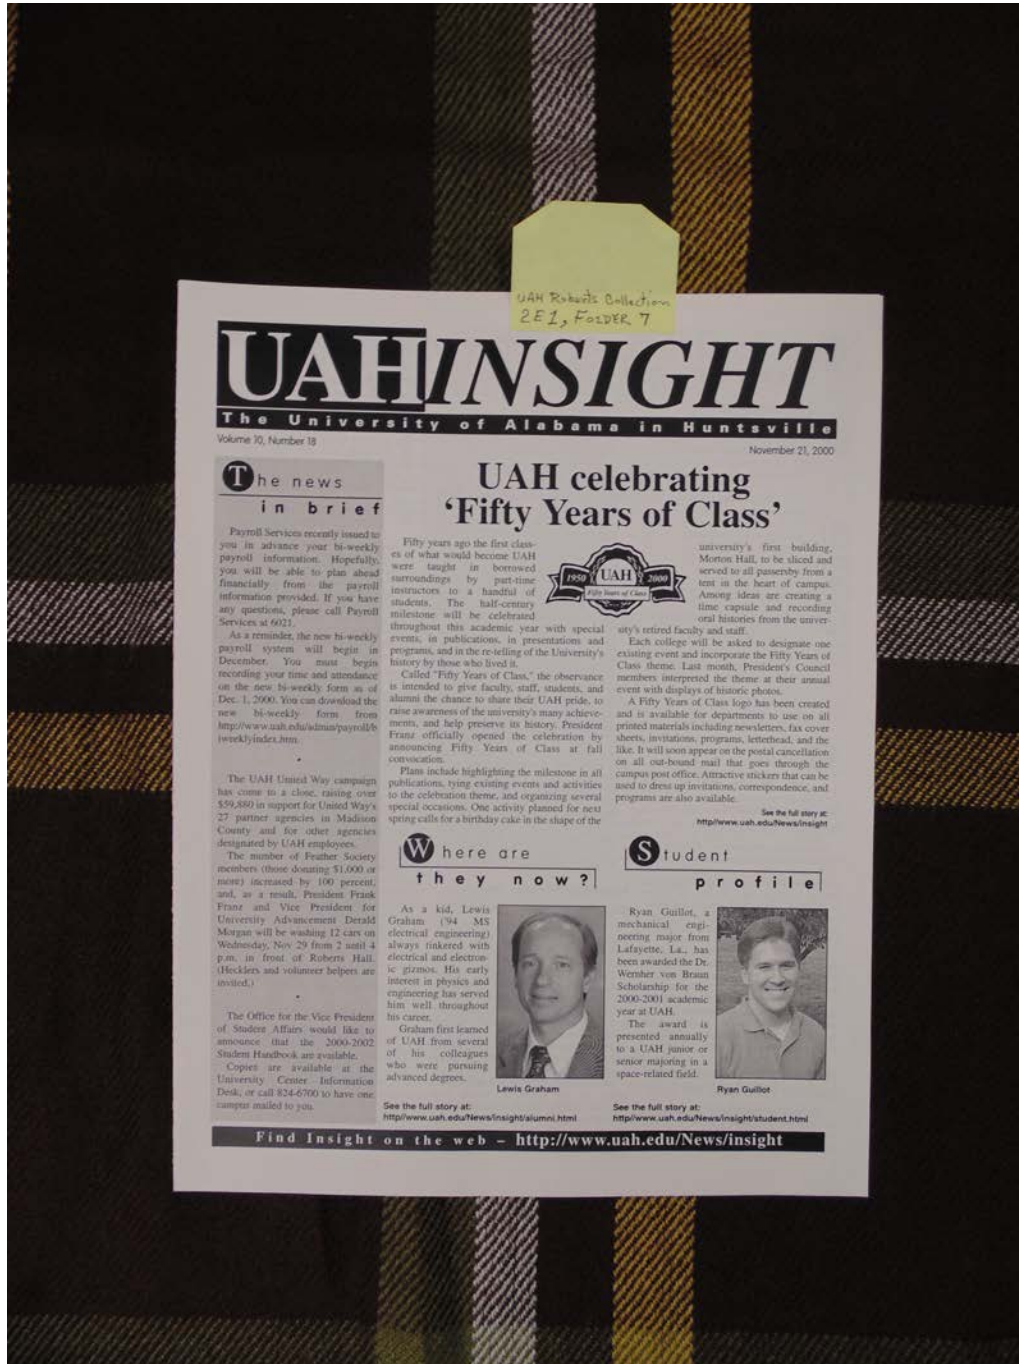 UAH Roberts Collection
2E1, FOLDER 7
UAHINSIGHT
The University of Alabama in Huntsville
Volume 10, Number 18
November 21, 2000
The news
in brief
Payroll Services recently issued to
you in advance your bi-weekly
payroll information. Hopefully,
you will be able to plan ahead
financially from the payroll
information provided. If you have
any questions, please call Payroll
Services at 6021.
As a reminder, the new bi-weekly
payroll system will begin in
December. You must begin
recording your time and attendance
on the new bi-weekly form as of
Dec. 1, 2000. You can download the
new bi-weekly form from
http://www.uah.edu/admin/payroll/b
iweeklyindex.htm.
•
The UAH United Way campaign
has come to a close, raising over
$59,880 in support for United Way's
27 partner agencies in Madison
County and for other agencies
designated by UAH employees.
The number of Feather Society
members (those donating $1,000 or
more) increased by 100 percent,
and, as a result, President Frank
Franz and Vice President for
University Advancement Derald
Morgan will be washing 12 cars on
Wednesday, Nov 29 from 2 until 4
p.m. in front of Roberts Hall.
(Hecklers and volunteer helpers are
invited.)
•
The Office for the Vice President
of Student Affairs would like to
announce that the 2000-2002
Student Handbook are available.
Copies are available at the
University Center Information
Desk, or call 824-6700 to have one
campus mailed to you.
UAH celebrating
'Fifty Years of Class'
Fifty years ago the first class-
es of what would become UAH
were taught in borrowed
surroundings by part-time
instructors to a handful of
students. The half-century
milestone will be celebrated
throughout this academic year with special
events, in publications, in presentations and
programs, and in the re-telling of the University's
history by those who lived it.
Called "Fifty Years of Class," the observance
is intended to give faculty, staff, students, and
alumni the chance to share their UAH pride, to
raise awareness of the university's many achieve-
ments, and help preserve its history. President
Franz officially opened the celebration by
announcing Fifty Years of Class at fall
convocation.
Plans include highlighting the milestone in all
publications, tying existing events and activities
to the celebration theme, and organizing several
special occasions. One activity planned for next
spring calls for a birthday cake in the shape of the
1950 UAH 2000
Fifty Years of Class
university's first building,
Morton Hall, to be sliced and
served to all passersby from a
tent in the heart of campus.
Among ideas are creating a
time capsule and recording
oral histories from the univer-
sity's retired faculty and staff.
Each college will be asked to designate one
existing event and incorporate the Fifty Years of
Class theme. Last month, President's Council
members interpreted the theme at their annual
event with displays of historic photos.
A Fifty Years of Class logo has been created
and is available for departments to use on all
printed materials including newsletters, fax cover
sheets, invitations, programs, letterhead, and the
like. It will soon appear on the postal cancellation
on all out-bound mail that goes through the
campus post office. Attractive stickers that can be
used to dress up invitations, correspondence, and
programs are also available.
See the full story at:
http//www.uah.edu/News/insight
Where are
they now?
As a kid, Lewis
Graham ('94 MS
electrical engineering)
always tinkered with
electrical and electron-
ic gizmos. His early
interest in physics and
engineering has served
him well throughout
his career.
Graham first learned
of UAH from several
of his colleagues
who were pursuing
advanced degrees.
Lewis Graham
See the full story at:
http//www.uah.edu/News/insight/alumni.html
Student
profile
Ryan Guillot, a
mechanical engi-
neering major from
Lafayette, La., has
been awarded the Dr.
Wernher von Braun
Scholarship for the
2000-2001 academic
year at UAH.
The award is
presented annually
to a UAH junior or
senior majoring in a
space-related field.
Ryan Guillot
See the full story at:
http//www.uah.edu/News/insight/student.html
Find Insight on the web – http://www.uah.edu/News/insight